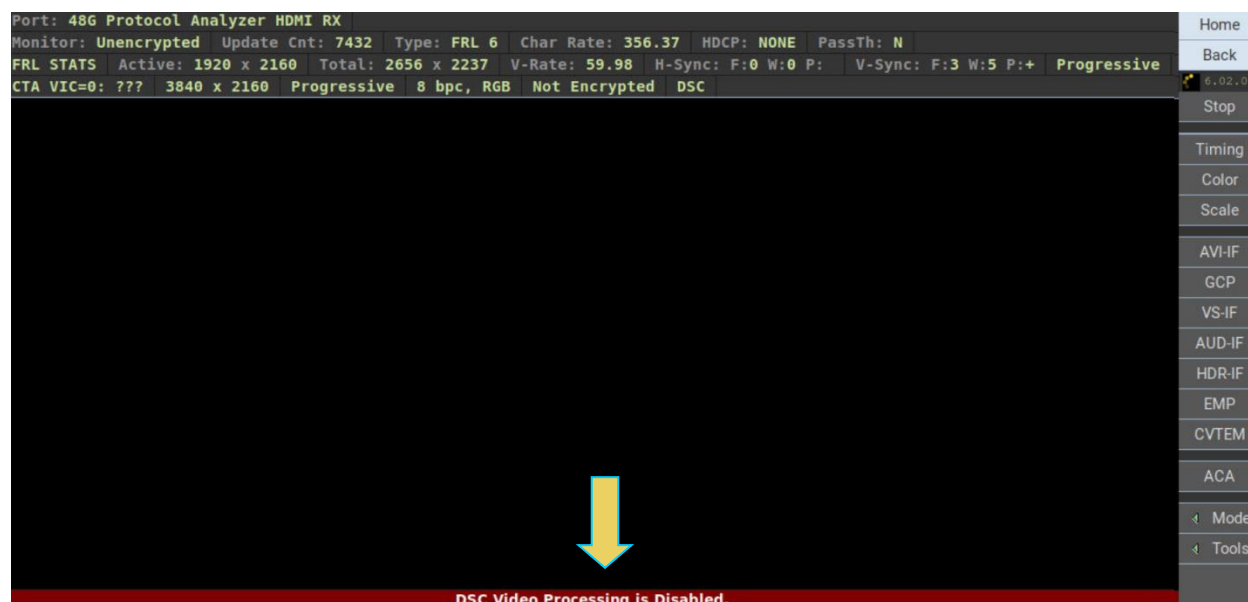 Port: 48G Protocol Analyzer HDMI RX
Monitor: Unencrypted Update Cnt: 7432 Type: FRL 6 Char Rate: 356.37 HDCP: NONE PassTh: N
FRL STATS Active: 1920 x 2160 Total: 2656 x 2237 V-Rate: 59.98 H-Sync: F:0 W:0 P: V-Sync: F:3 W:5 P:+ Progressive
CTA VIC=0: ??? 3840 x 2160 Progressive 8 bpc, RGB Not Encrypted DSC
Home
Back
6.02.0
Stop
Timing
Color
Scale
AVI-IF
GCP
VS-IF
AUD-IF
HDR-IF
EMP
CVTEM
ACA
Mode
Tools
DSC Video Processing is Disabled